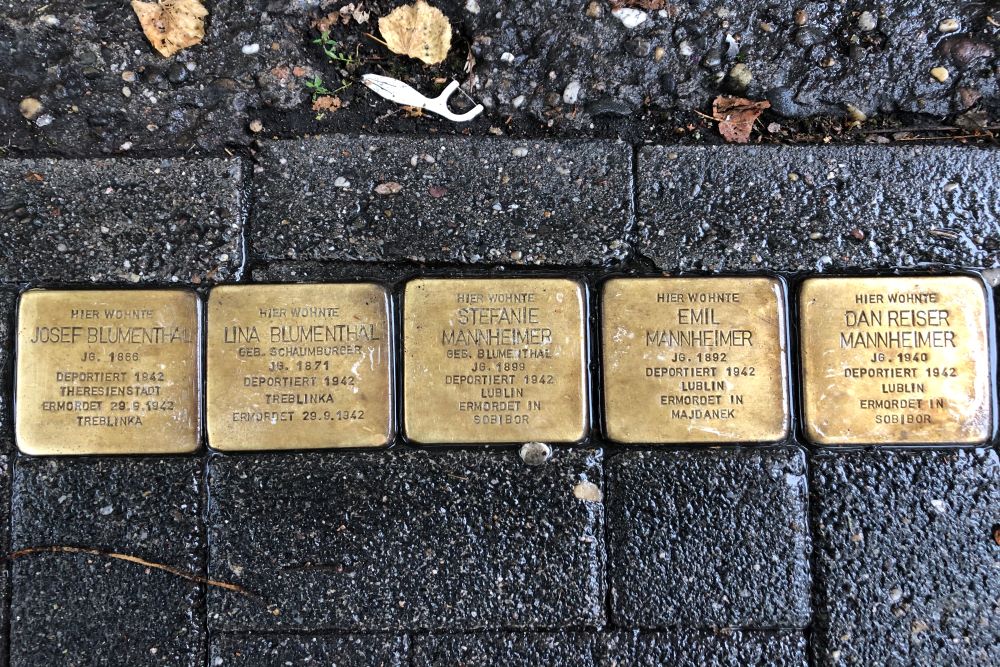 HIER WOHNTE
JOSEF BLUMENTHAL
JG. 1866
DEPORTIERT 1942
THERESIENSTADT
ERMORDET 29.9.1942
TREBLINKA
HIER WOHNTE
LINA BLUMENTHAL
GEB. SCHAUMBURGER
JG. 1871
DEPORTIERT 1942
TREBLINKA
ERMORDET 29.9.1942
HIER WOHNTE
STEFANIE
MANNHEIMER
GEB. BLUMENTHAL
JG. 1899
DEPORTIERT 1942
LUBLIN
ERMORDET IN
SOBIBOR
HIER WOHNTE
EMIL
MANNHEIMER
JG. 1892
DEPORTIERT 1942
LUBLIN
ERMORDET IN
MAJDANEK
HIER WOHNTE
DAN REISER
MANNHEIMER
JG. 1940
DEPORTIERT 1942
LUBLIN
ERMORDET IN
SOBIBOR